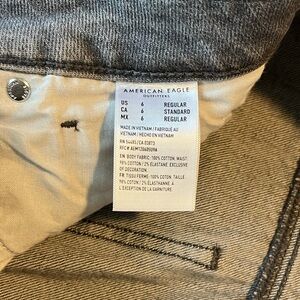 AMERICAN EAGLE
OUTFITTERS
US 6 REGULAR
CA 6 STANDARD
MX 6 REGULAR
MADE IN VIETNAM / FABRIQUÉ AU
VIETNAM / HECHO EN VIETNAM
EN: BODY FABRIC: 100% COTTON, WAIST:
98% COTTON / 2% ELASTANE EXCLUSIVE
OF DECORATION.
FR: TISSU FERME: 100% COTON, TAILLE:
98% COTON / 2% ÉLASTHANNE À
L'EXCEPTION DE LA GARNITURE